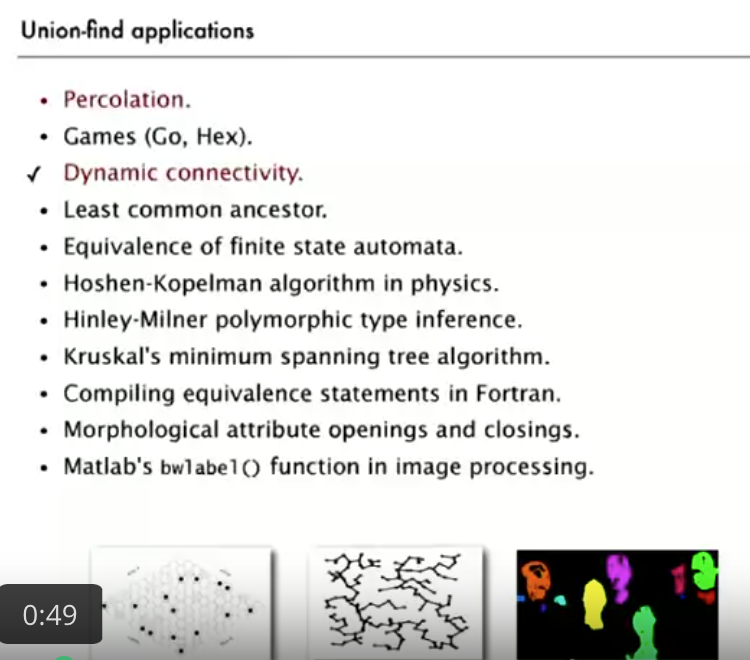 Union-find applications
• Percolation.
• Games (Go, Hex).
✓ Dynamic connectivity.
• Least common ancestor.
• Equivalence of finite state automata.
• Hoshen-Kopelman algorithm in physics.
• Hinley-Milner polymorphic type inference.
• Kruskal's minimum spanning tree algorithm.
• Compiling equivalence statements in Fortran.
• Morphological attribute openings and closings.
• Matlab's bwlabel() function in image processing.
0:49